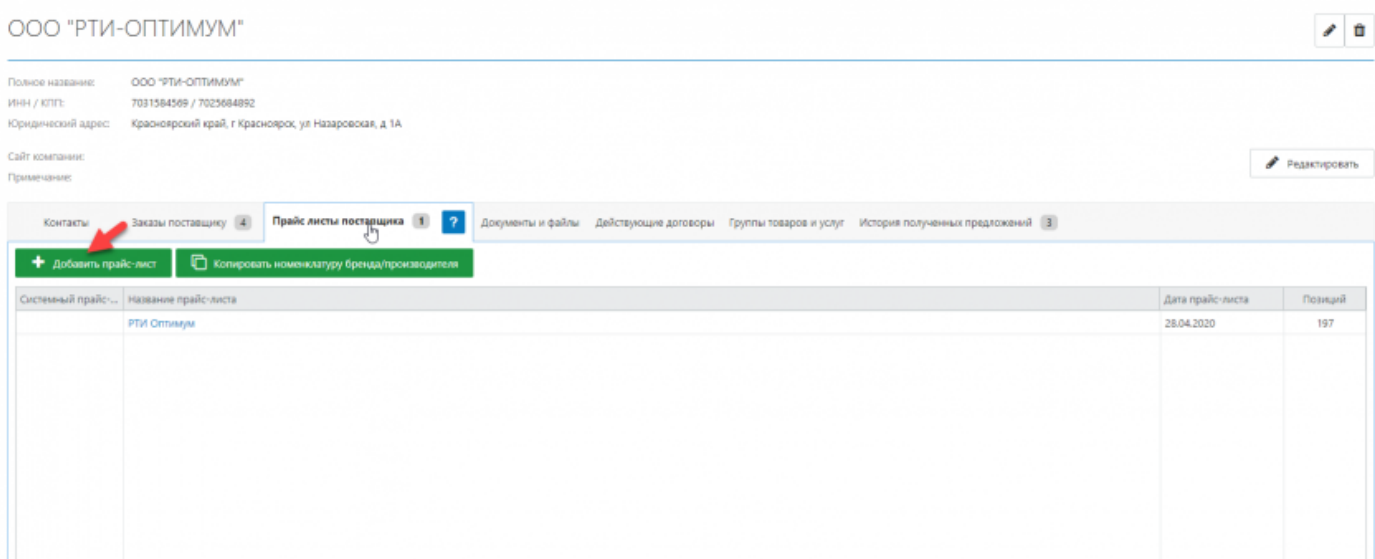 ООО "РТИ-ОПТИМУМ"
Полное название: ООО "РТИ-ОПТИМУМ"
ИНН / КПП: 7031584569 / 7025684892
Юридический адрес: Красноярский край, г Красноярск, ул Назаровская, д 1А
Сайт компании:
Редактировать
Примечание:
Контакты Заказы поставщику 4 Прайс листы поставщика 1 ? Документы и файлы Действующие договоры Группы товаров и услуг История полученных предложений 3
Добавить прайс-лист Копировать номенклатуру бренда/производителя
Системный прайс-... Название прайс-листа Дата прайс-листа Позиций
РТИ Оптимум 28.04.2020 197